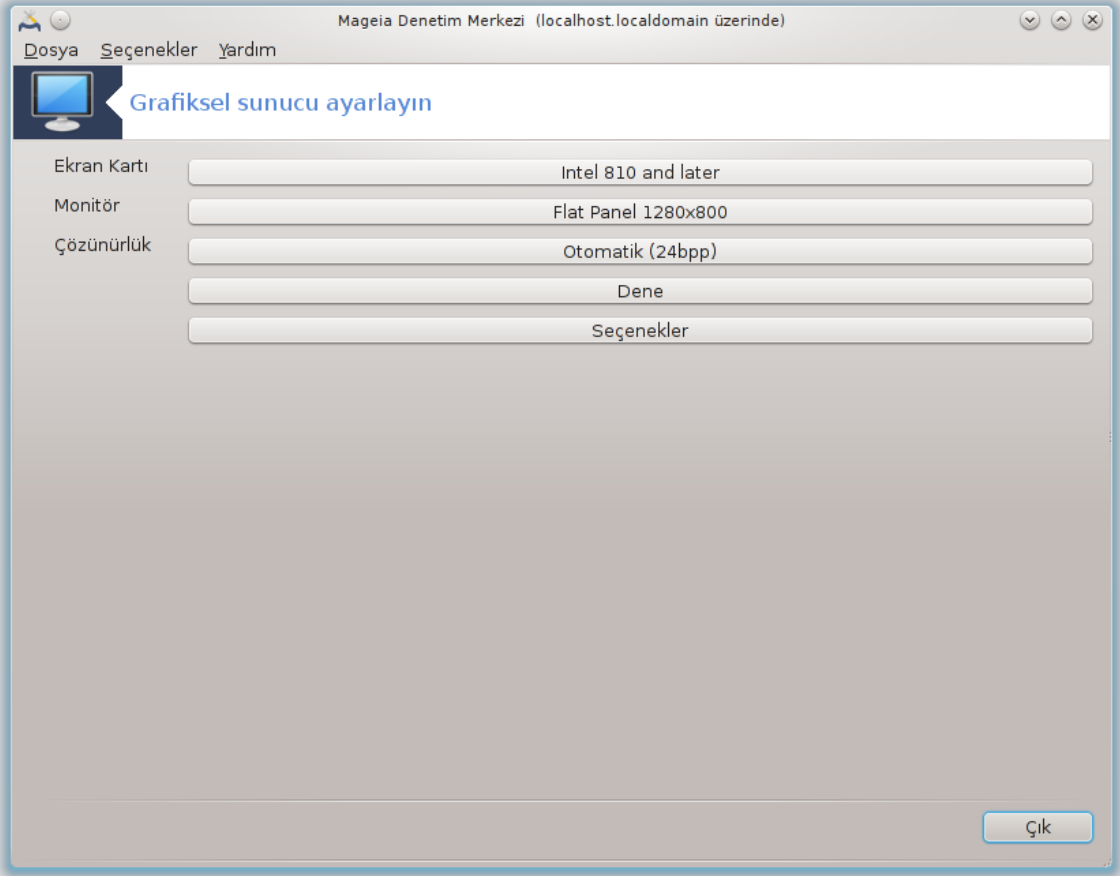 Mageia Denetim Merkezi (localhost.localdomain üzerinde)
Dosya Seçenekler Yardım
Grafiksel sunucu ayarlayın
Ekran Kartı Intel 810 and later
Monitör Flat Panel 1280x800
Çözünürlük Otomatik (24bpp)
Dene
Seçenekler
Çık